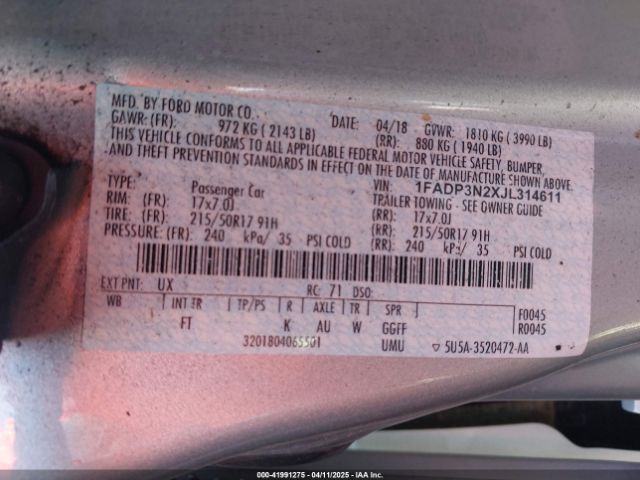 MFD. BY FORD MOTOR CO.
DATE: 04/18 GVWR: 1810 KG ( 3990 LB)
GAWR: (FR): 972 KG ( 2143 LB) (RR): 880 KG ( 1940 LB)
THIS VEHICLE CONFORMS TO ALL APPLICABLE FEDERAL MOTOR VEHICLE SAFETY, BUMPER,
AND THEFT PREVENTION STANDARDS IN EFFECT ON THE DATE OF MANUFACTURE SHOWN ABOVE.
VIN: 1FADP3N2XJL314611
TYPE: Passenger Car TRAILER TOWING - SEE OWNER GUIDE
RIM: (FR): 17x7.0J (RR): 17x7.0J
TIRE: (FR): 215/50R17 91H (RR): 215/50R17 91H
PRESSURE: (FR): 240 kPa/ 35 PSI COLD (RR): 240 kPa/ 35 PSI COLD
EXT PNT: UX RC: 71 DSO:
WB INT TR TP/PS R AXLE TR SPR F0045
FT K AU W GGFF R0045
3201804065501 UMU ▽ 5U5A-3520472-AA
000-41991275 - 04/11/2025 - IAA Inc.